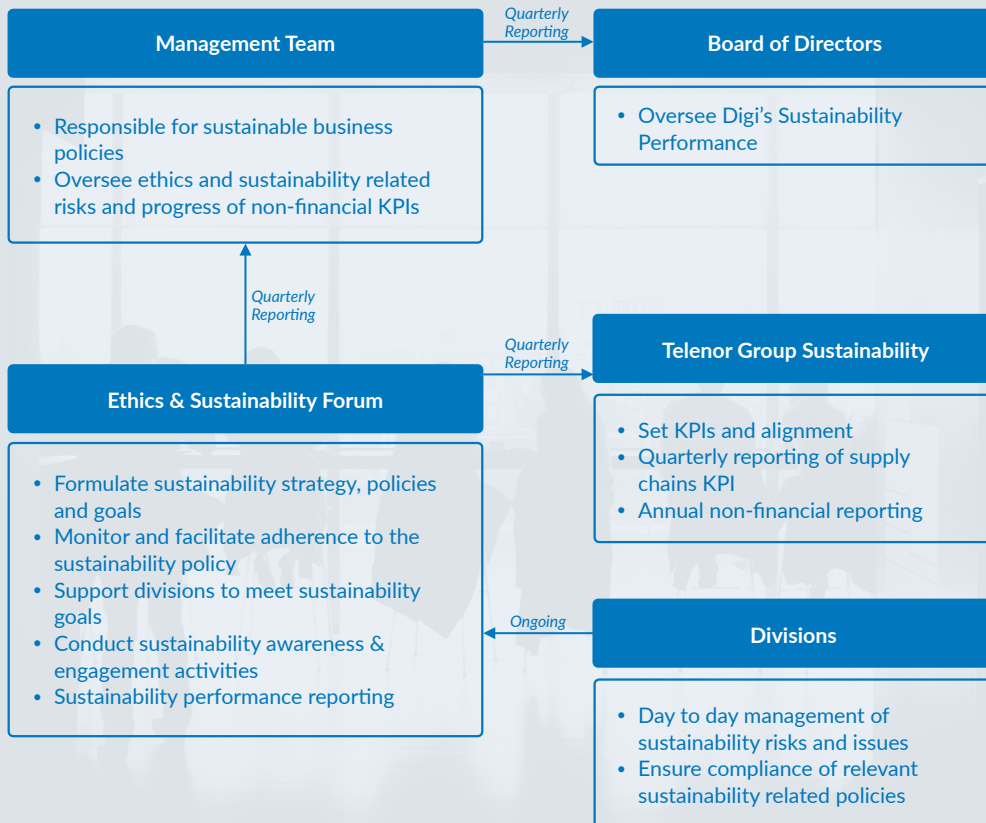 Management Team
• Responsible for sustainable business
policies
• Oversee ethics and sustainability related
risks and progress of non-financial KPIs
Quarterly
Reporting
Board of Directors
• Oversee Digi’s Sustainability
Performance
Quarterly
Reporting
Ethics & Sustainability Forum
• Formulate sustainability strategy, policies
and goals
• Monitor and facilitate adherence to the
sustainability policy
• Support divisions to meet sustainability
goals
• Conduct sustainability awareness &
engagement activities
• Sustainability performance reporting
Quarterly
Reporting
Telenor Group Sustainability
• Set KPIs and alignment
• Quarterly reporting of supply
chains KPI
• Annual non-financial reporting
Ongoing
Divisions
• Day to day management of
sustainability risks and issues
• Ensure compliance of relevant
sustainability related policies